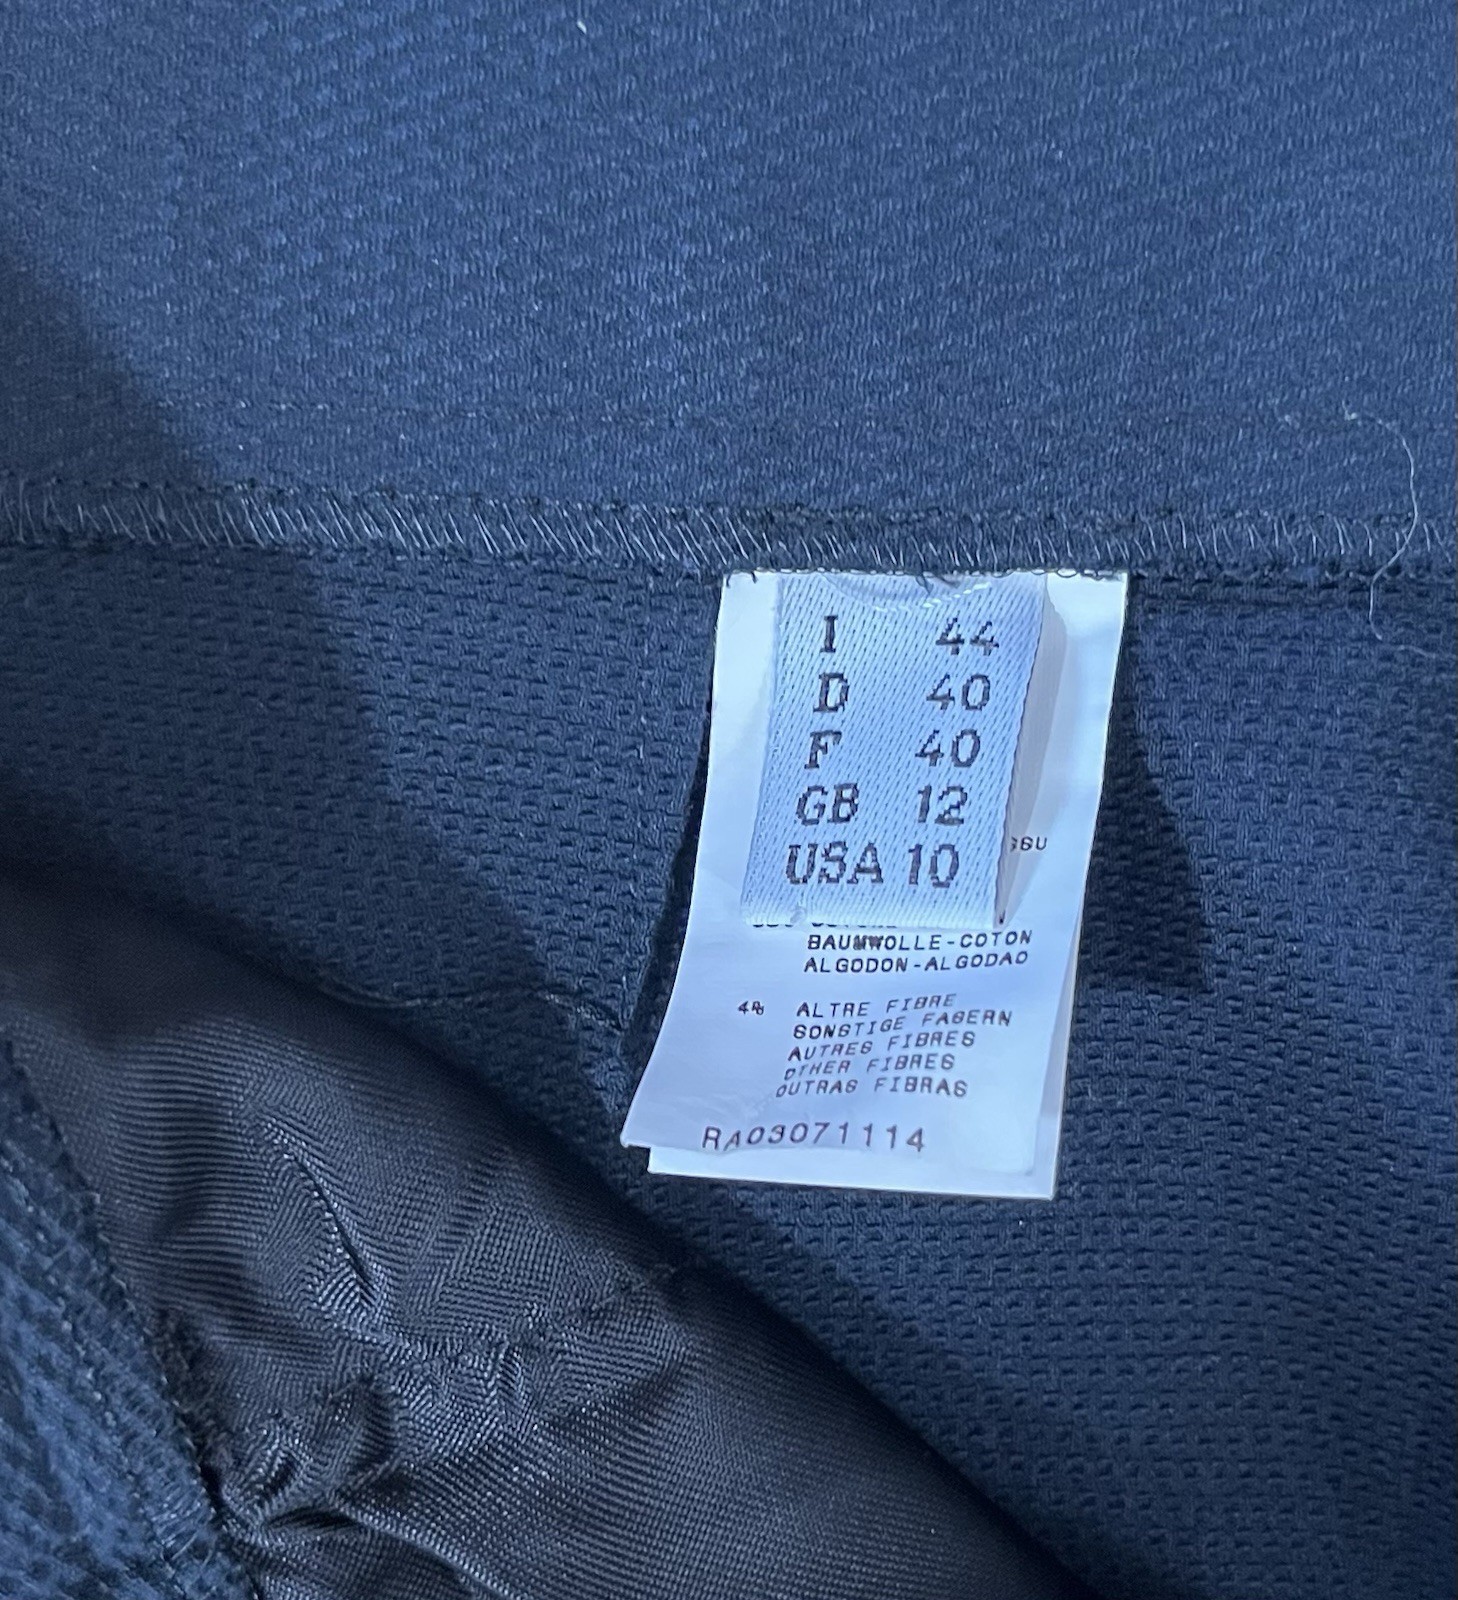 I 44
D 40
F 40
GB 12
USA 10
BAUMWOLLE-COTON
ALGODON-ALGODAO
4% ALTRE FIBRE
SONSTIGE FASERN
AUTRES FIBRES
OTHER FIBRES
OUTRAS FIBRAS
RA03071114